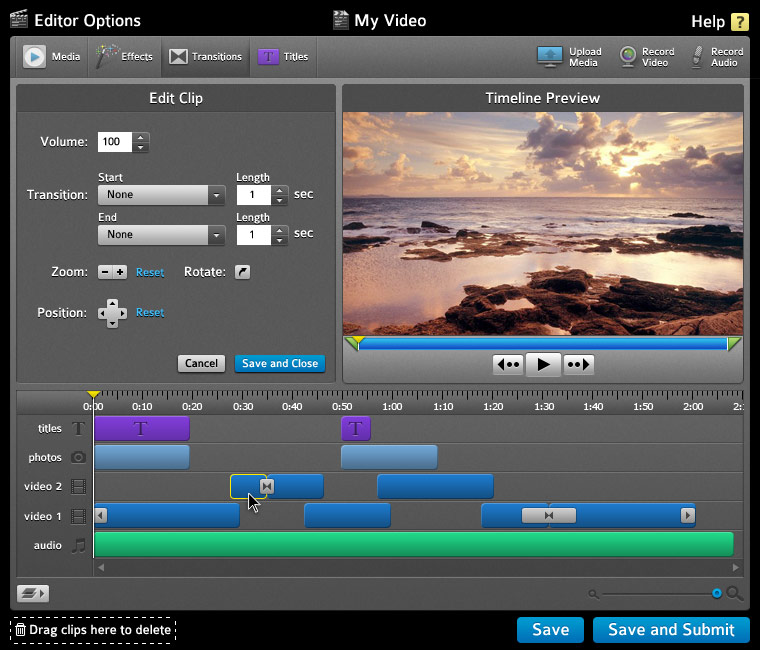 Editor Options
My Video
Help ?
Media
Effects
Transitions
T Titles
Upload Media
Record Video
Record Audio
Edit Clip
Timeline Preview
Volume: 100
Start
Length
Transition: None 1 sec
End
Length
None 1 sec
Zoom: Reset Rotate:
Position: Reset
Cancel
Save and Close
0:00 0:10 0:20 0:30 0:40 0:50 1:00 1:10 1:20 1:30 1:40 1:50 2:00 2:
titles T T T
photos
video 2
video 1
audio
Drag clips here to delete
Save
Save and Submit